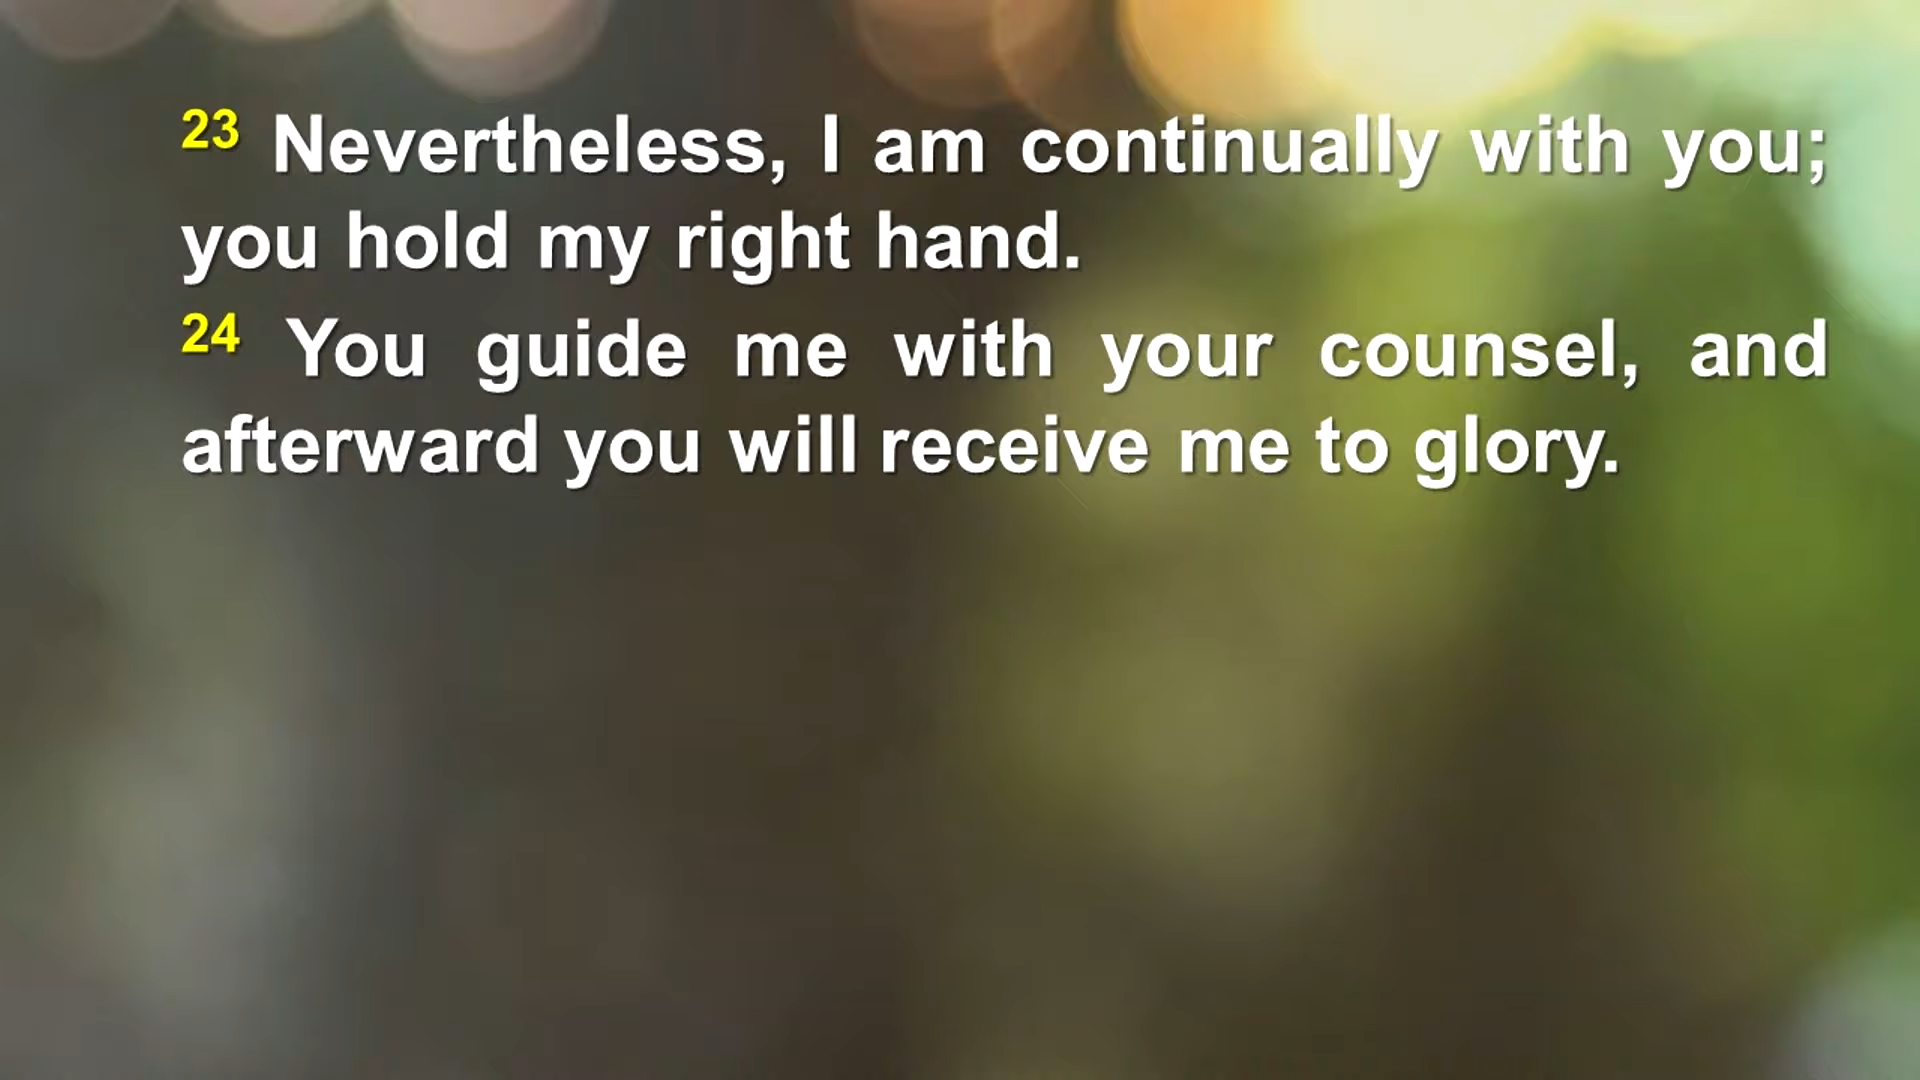 23 Nevertheless, I am continually with you;
you hold my right hand.
24 You guide me with your counsel, and
afterward you will receive me to glory.